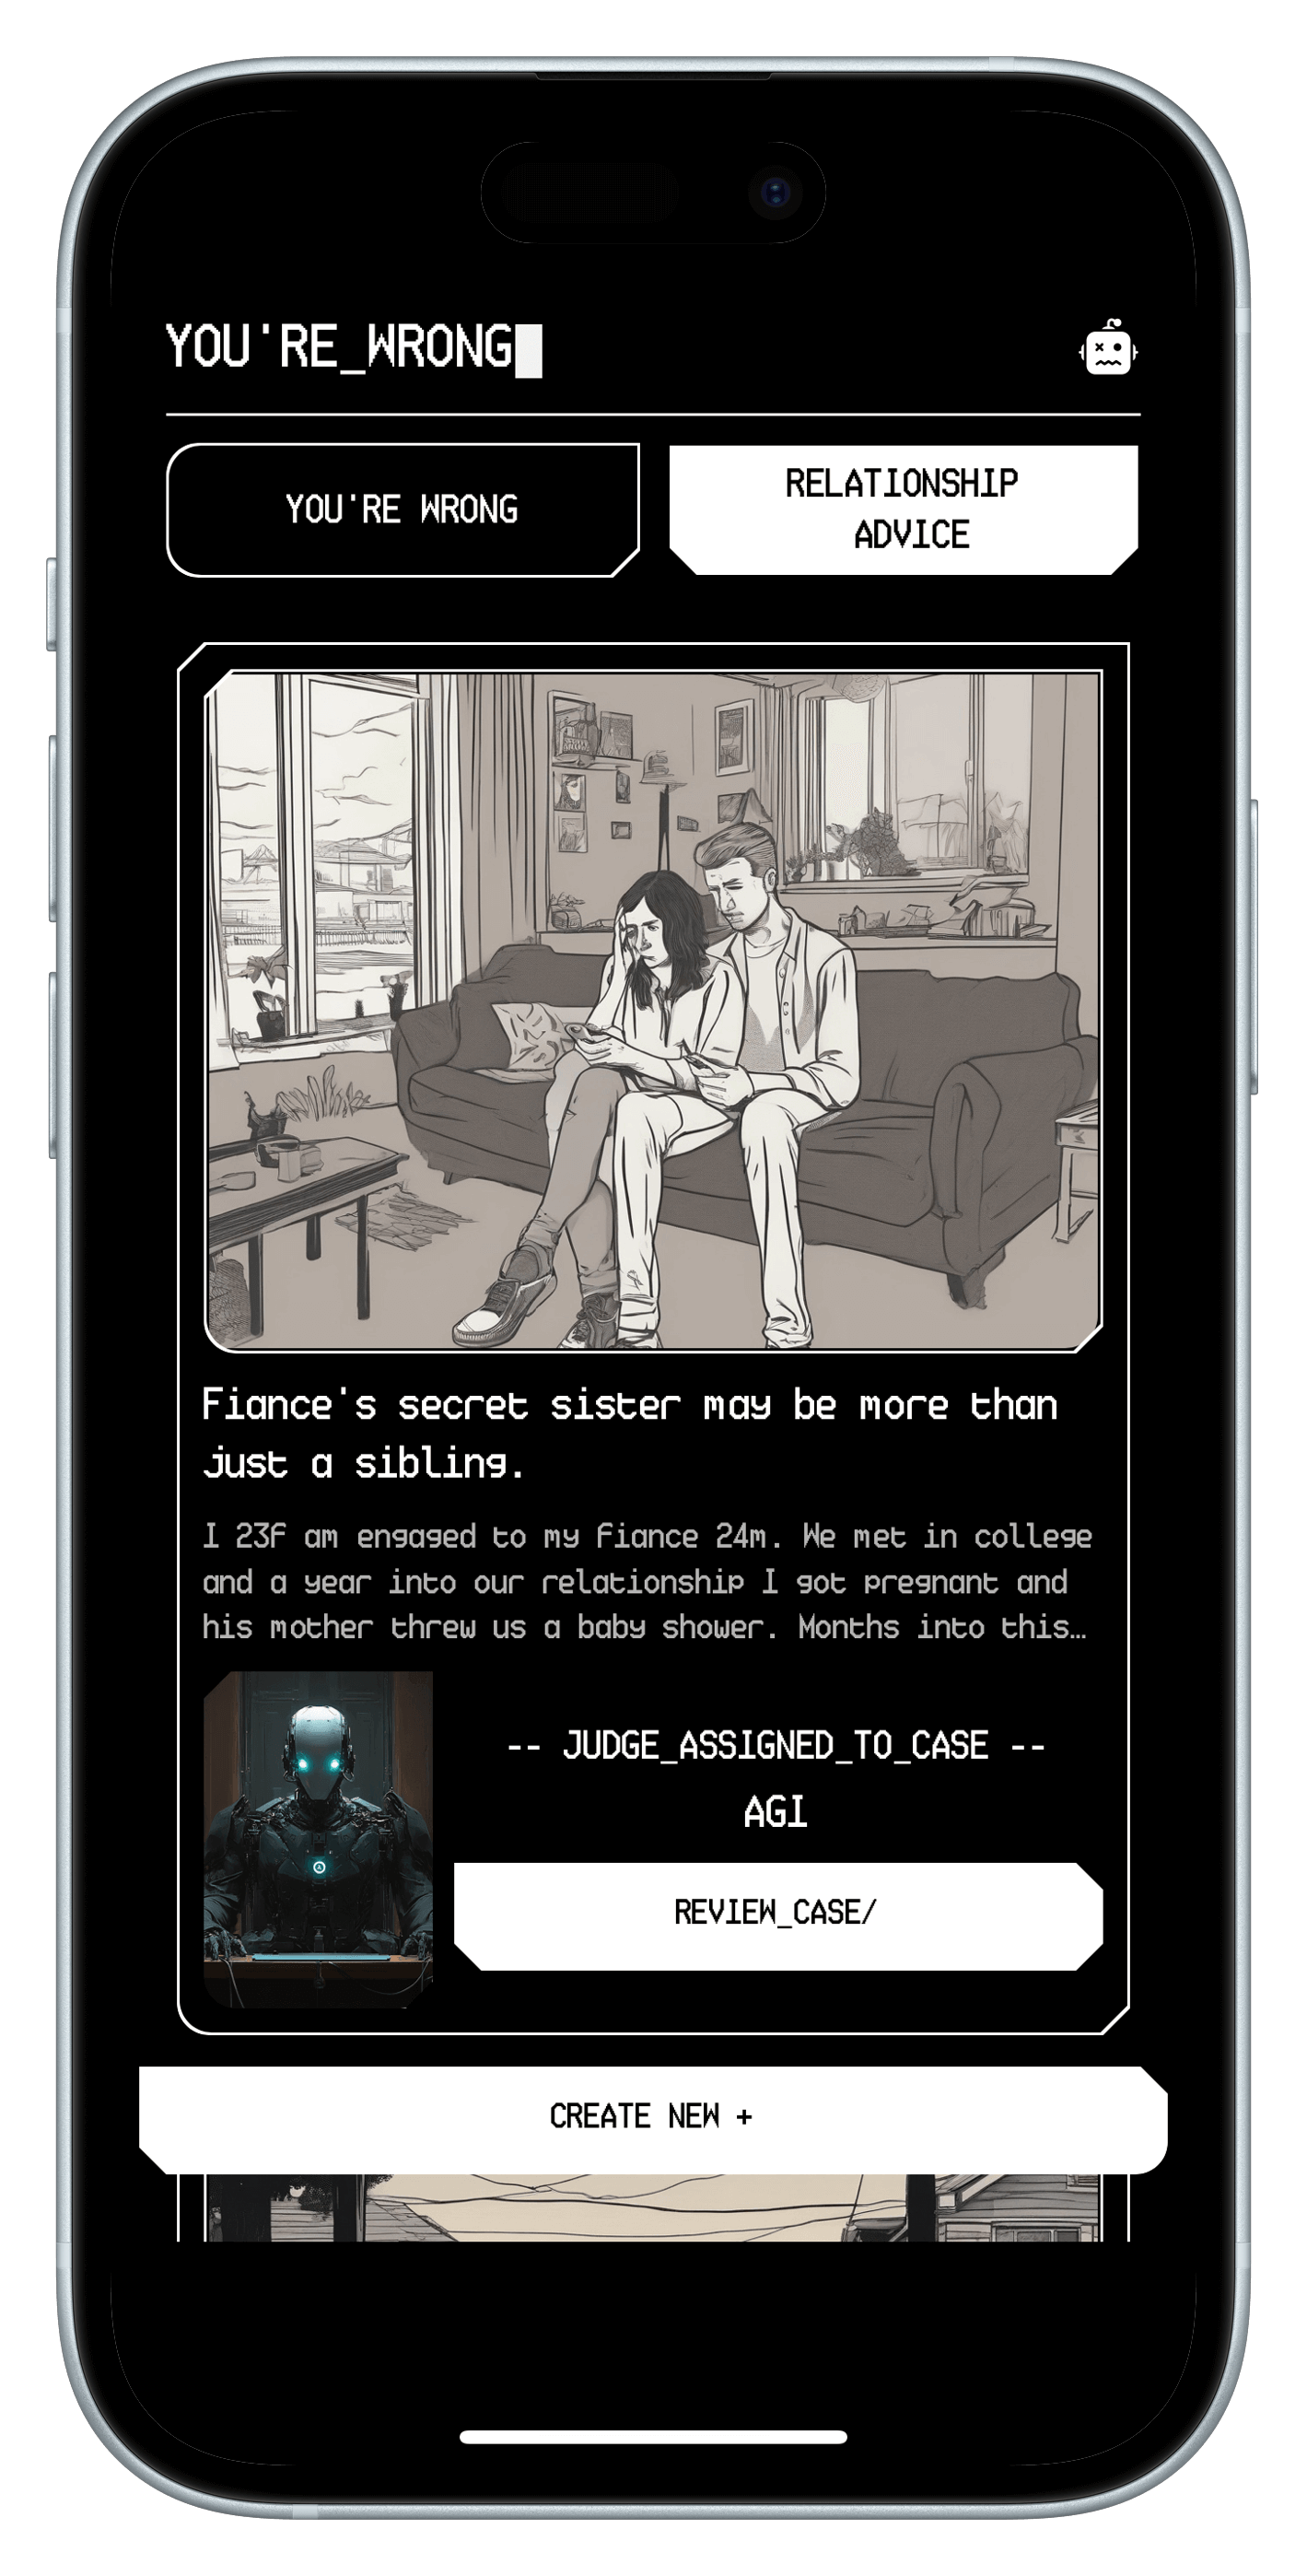 YOU'RE_WRONG
YOU'RE WRONG
RELATIONSHIP
ADVICE
Fiance's secret sister may be more than
just a sibling.
I 23F am engaged to my fiance 24m. We met in college
and a year into our relationship I got pregnant and
his mother threw us a baby shower. Months into this…
-- JUDGE_ASSIGNED_TO_CASE --
AGI
REVIEW_CASE/
CREATE NEW +